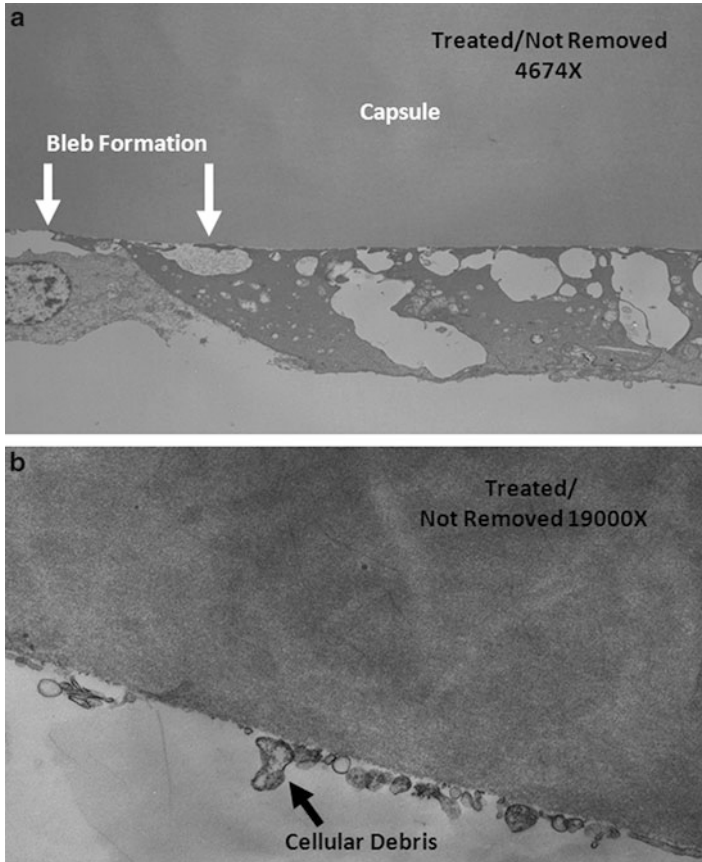 a
Treated/Not Removed
4674X
Capsule
Bleb Formation
b
Treated/
Not Removed 19000X
Cellular Debris